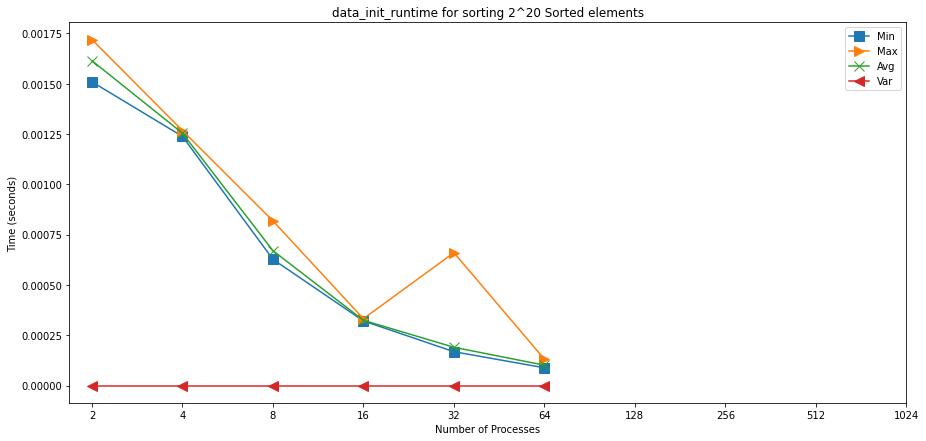 data_init_runtime for sorting 2^20 Sorted elements
Min
Max
Avg
Var
Time (seconds)
0.00175
0.00150
0.00125
0.00100
0.00075
0.00050
0.00025
0.00000
2 4 8 16 32 64 128 256 512 1024
Number of Processes